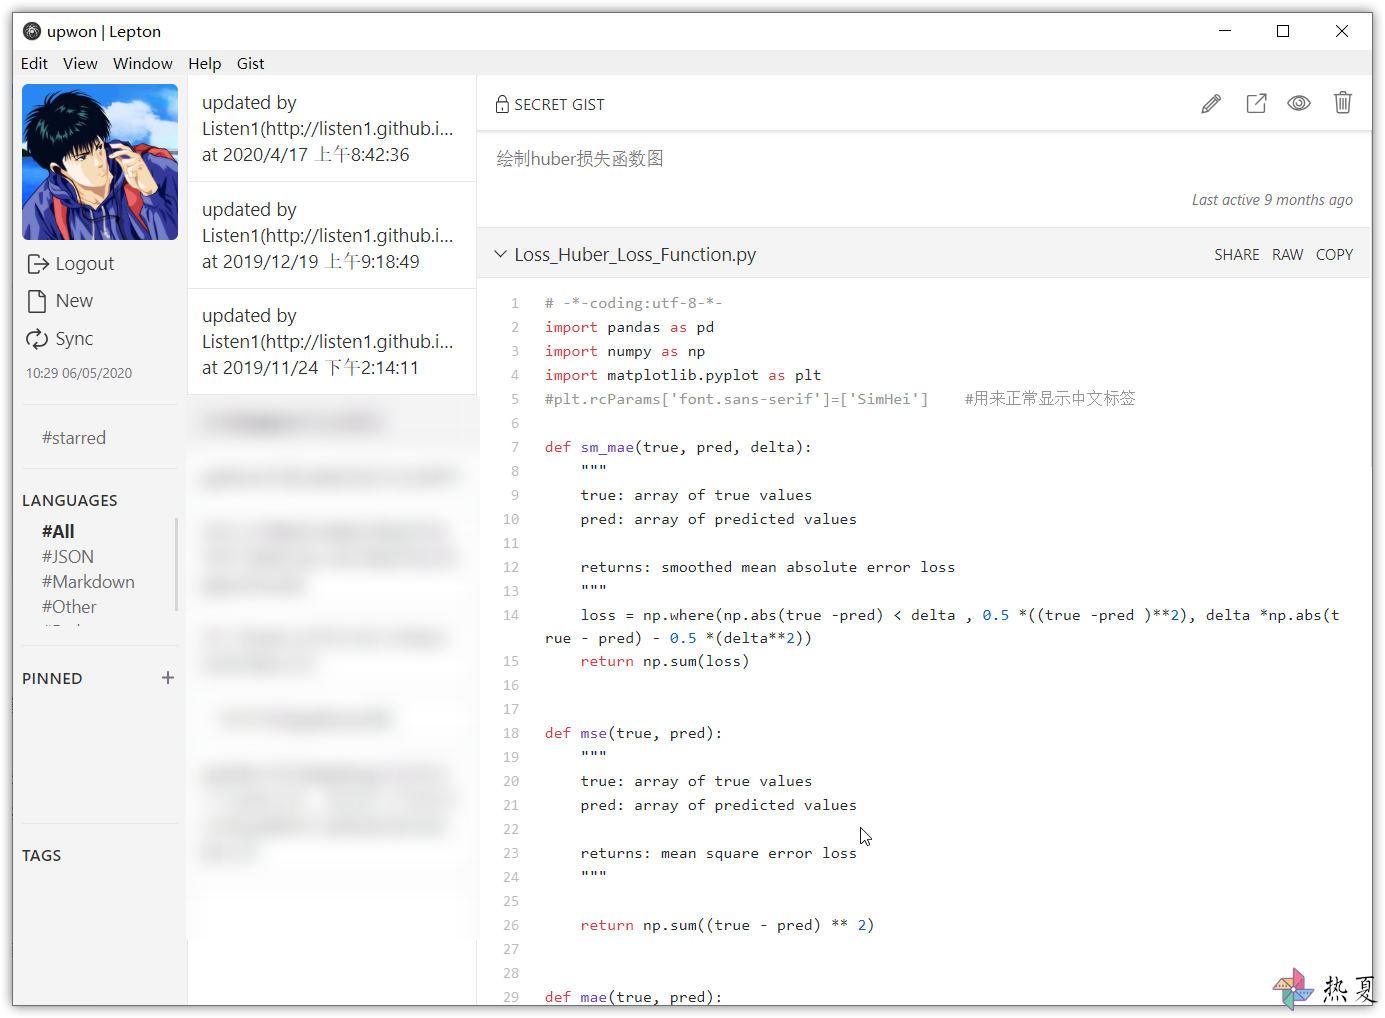 upwon | Lepton
Edit View Window Help Gist
Logout
New
Sync
10:29 06/05/2020
#starred
LANGUAGES
#All
#JSON
#Markdown
#Other
PINNED +
TAGS
updated by
Listen1(http://listen1.github.i...
at 2020/4/17 上午8:42:36
updated by
Listen1(http://listen1.github.i...
at 2019/12/19 上午9:18:49
updated by
Listen1(http://listen1.github.i...
at 2019/11/24 下午2:14:11
SECRET GIST
绘制huber损失函数图
Last active 9 months ago
Loss_Huber_Loss_Function.py SHARE RAW COPY
1 # -*-coding:utf-8-*-
2 import pandas as pd
3 import numpy as np
4 import matplotlib.pyplot as plt
5 #plt.rcParams['font.sans-serif']=['SimHei'] #用来正常显示中文标签
6
7 def sm_mae(true, pred, delta):
8 """
9 true: array of true values
10 pred: array of predicted values
11
12 returns: smoothed mean absolute error loss
13 """
14 loss = np.where(np.abs(true -pred) < delta , 0.5 *((true -pred )**2), delta *np.abs(t
rue - pred) - 0.5 *(delta**2))
15 return np.sum(loss)
16
17
18 def mse(true, pred):
19 """
20 true: array of true values
21 pred: array of predicted values
22
23 returns: mean square error loss
24 """
25
26 return np.sum((true - pred) ** 2)
27
28
29 def mae(true, pred):
热夏